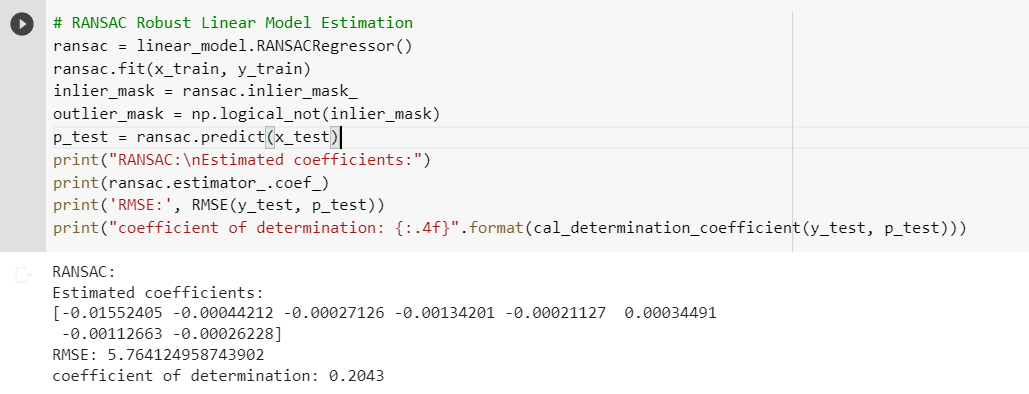 # RANSAC Robust Linear Model Estimation
ransac = linear_model.RANSACRegressor()
ransac.fit(x_train, y_train)
inlier_mask = ransac.inlier_mask_
outlier_mask = np.logical_not(inlier_mask)
p_test = ransac.predict(x_test)
print("RANSAC:\nEstimated coefficients:")
print(ransac.estimator_.coef_)
print('RMSE:', RMSE(y_test, p_test))
print("coefficient of determination: {:.4f}".format(cal_determination_coefficient(y_test, p_test)))
RANSAC:
Estimated coefficients:
[-0.01552405 -0.00044212 -0.00027126 -0.00134201 -0.00021127  0.00034491
 -0.00112663 -0.00026228]
RMSE: 5.764124958743902
coefficient of determination: 0.2043